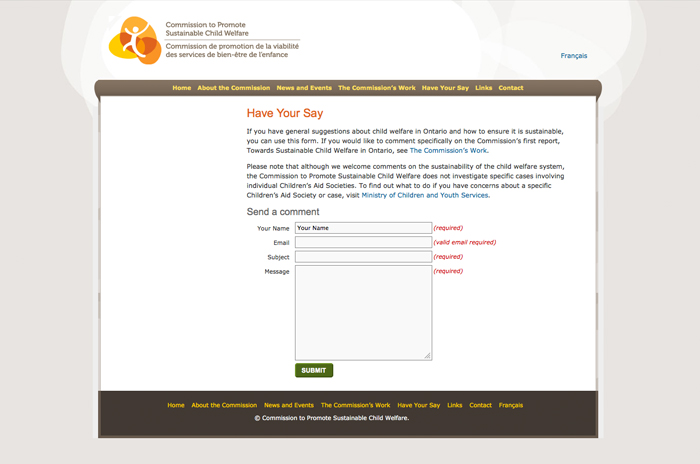 Commission to Promote
Sustainable Child Welfare
Commission de promotion de la viabilité
des services de bien-être de l'enfance
Français
Home About the Commission News and Events The Commission's Work Have Your Say Links Contact
Have Your Say
If you have general suggestions about child welfare in Ontario and how to ensure it is sustainable,
you can use this form. If you would like to comment specifically on the Commission's first report,
Towards Sustainable Child Welfare in Ontario, see The Commission's Work.
Please note that although we welcome comments on the sustainability of the child welfare system,
the Commission to Promote Sustainable Child Welfare does not investigate specific cases involving
individual Children's Aid Societies. To find out what to do if you have concerns about a specific
Children's Aid Society or case, visit Ministry of Children and Youth Services.
Send a comment
Your Name Your Name (required)
Email (valid email required)
Subject (required)
Message (required)
SUBMIT
Home About the Commission News and Events The Commission's Work Have Your Say Links Contact Français
© Commission to Promote Sustainable Child Welfare.